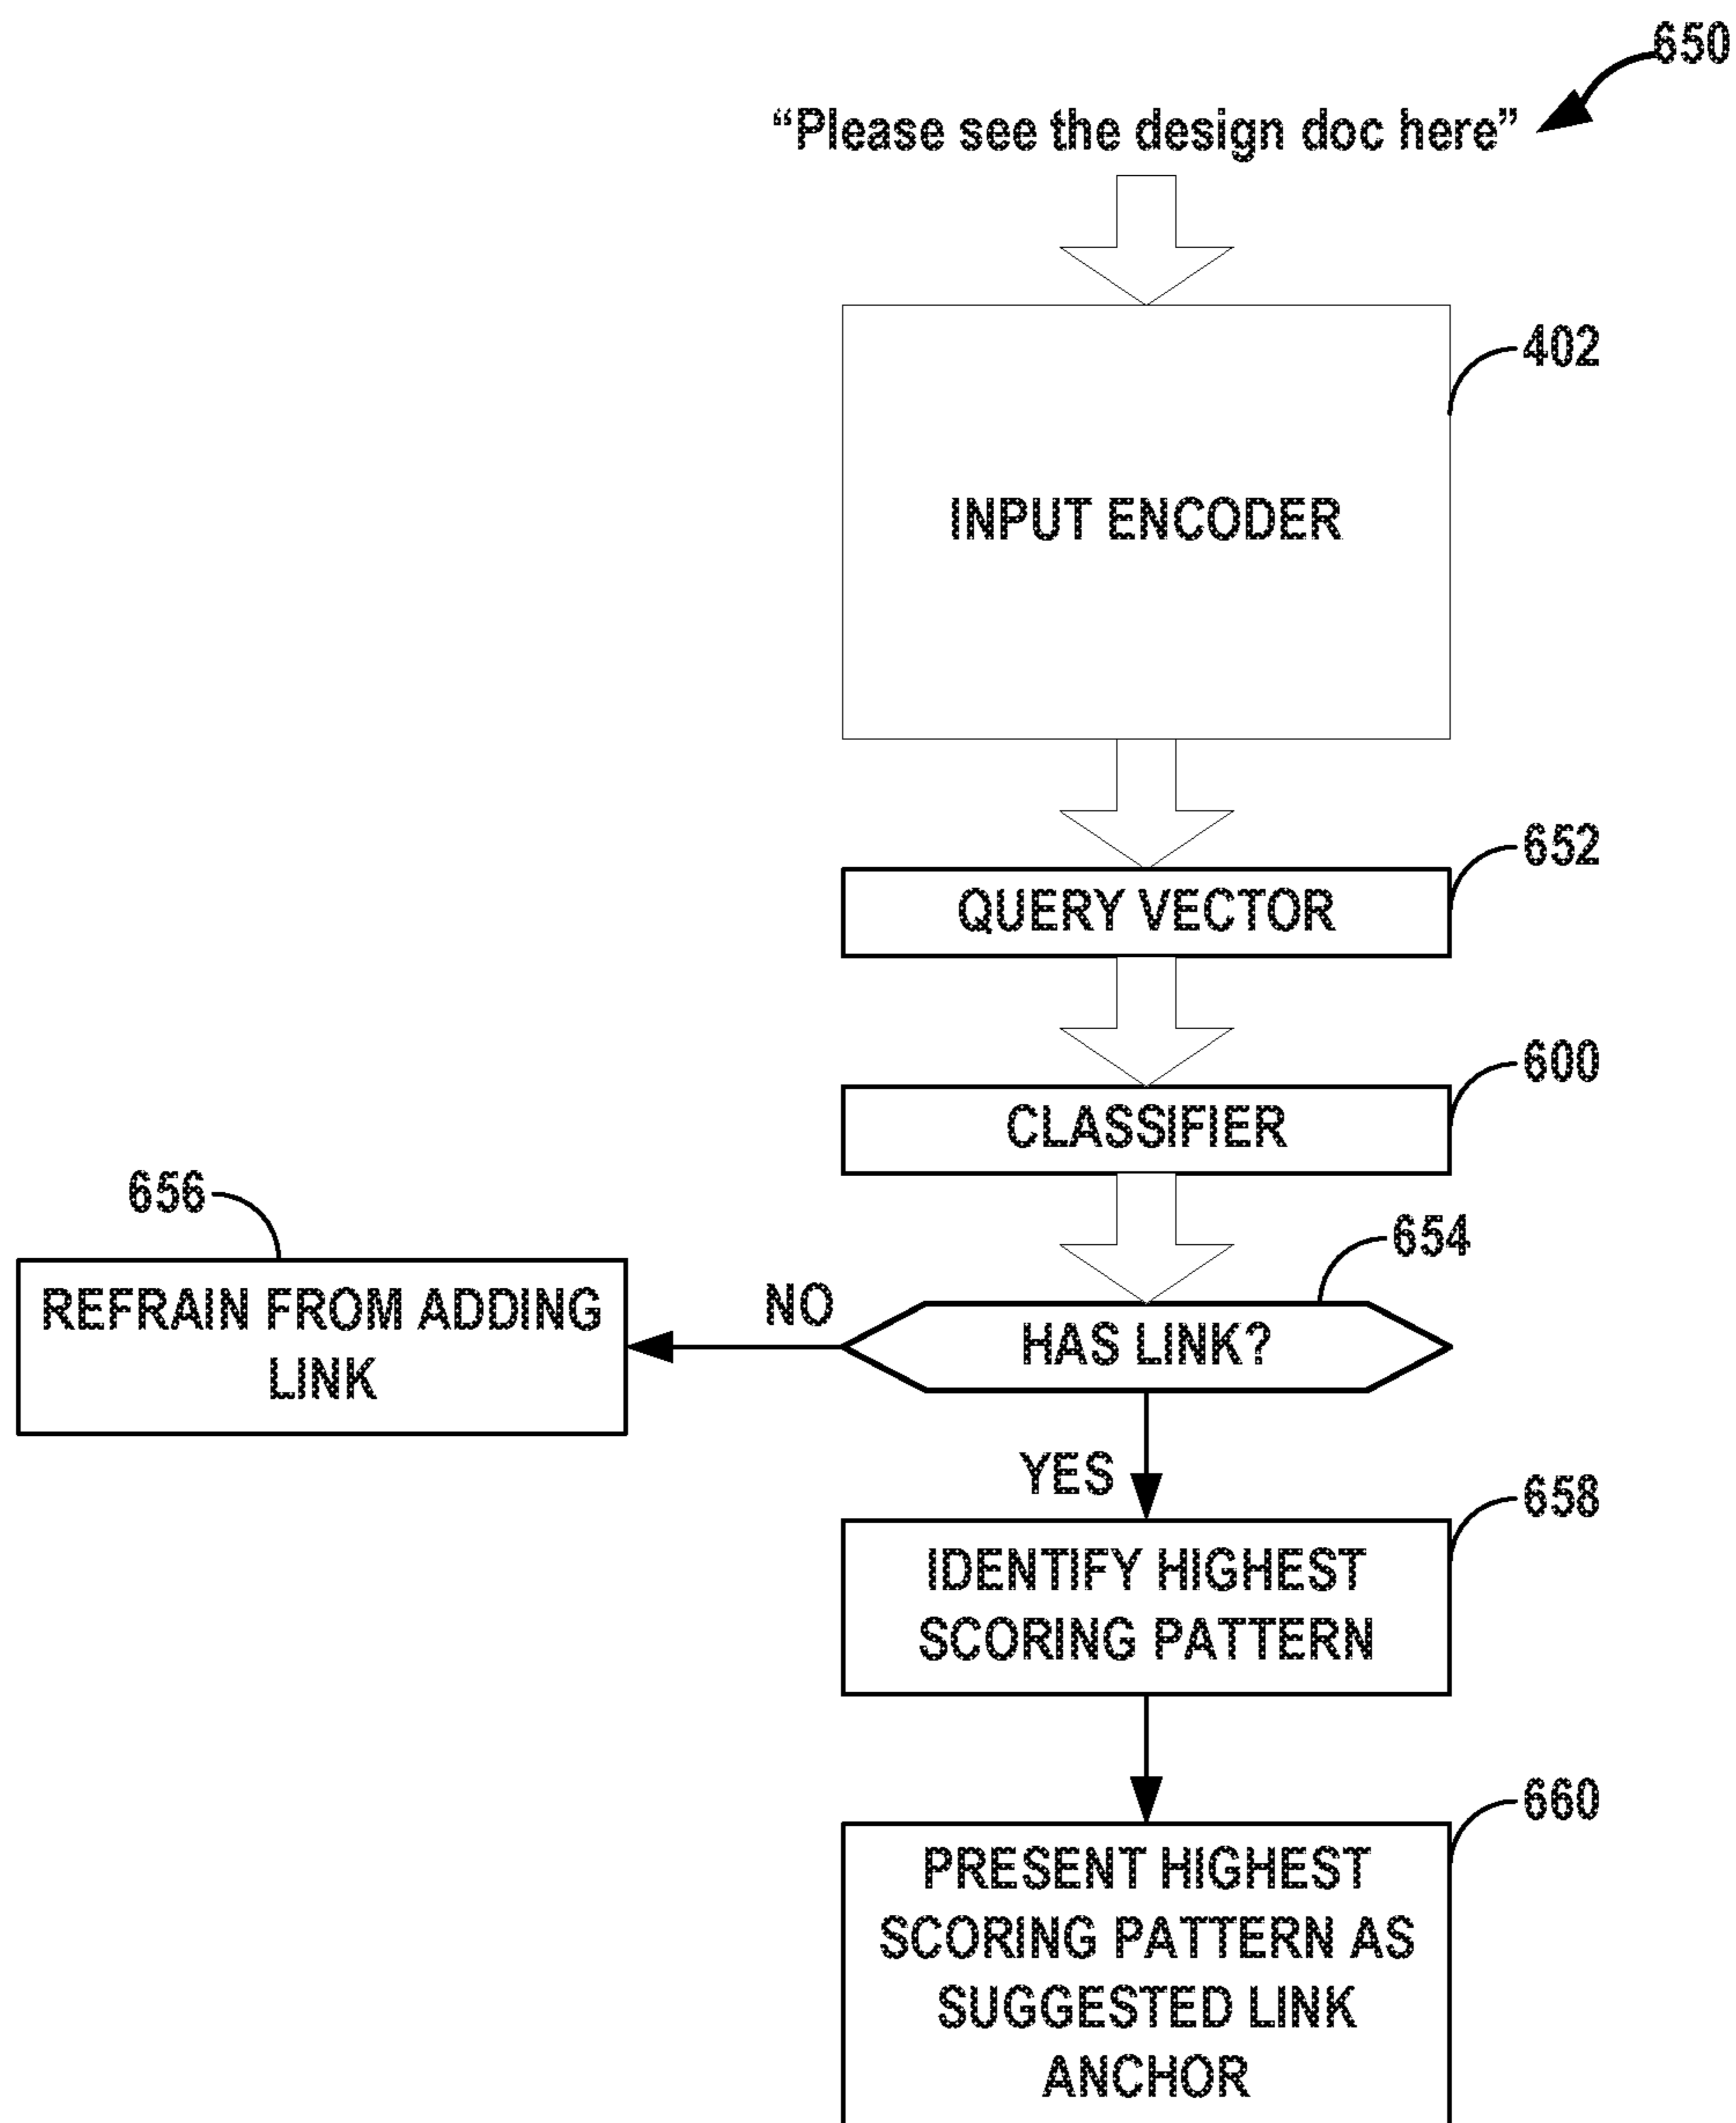 650
“Please see the design doc here”
402
INPUT ENCODER
652
QUERY VECTOR
600
CLASSIFIER
656
654
REFRAIN FROM ADDING
LINK
NO
HAS LINK?
YES
658
IDENTIFY HIGHEST
SCORING PATTERN
660
PRESENT HIGHEST
SCORING PATTERN AS
SUGGESTED LINK
ANCHOR